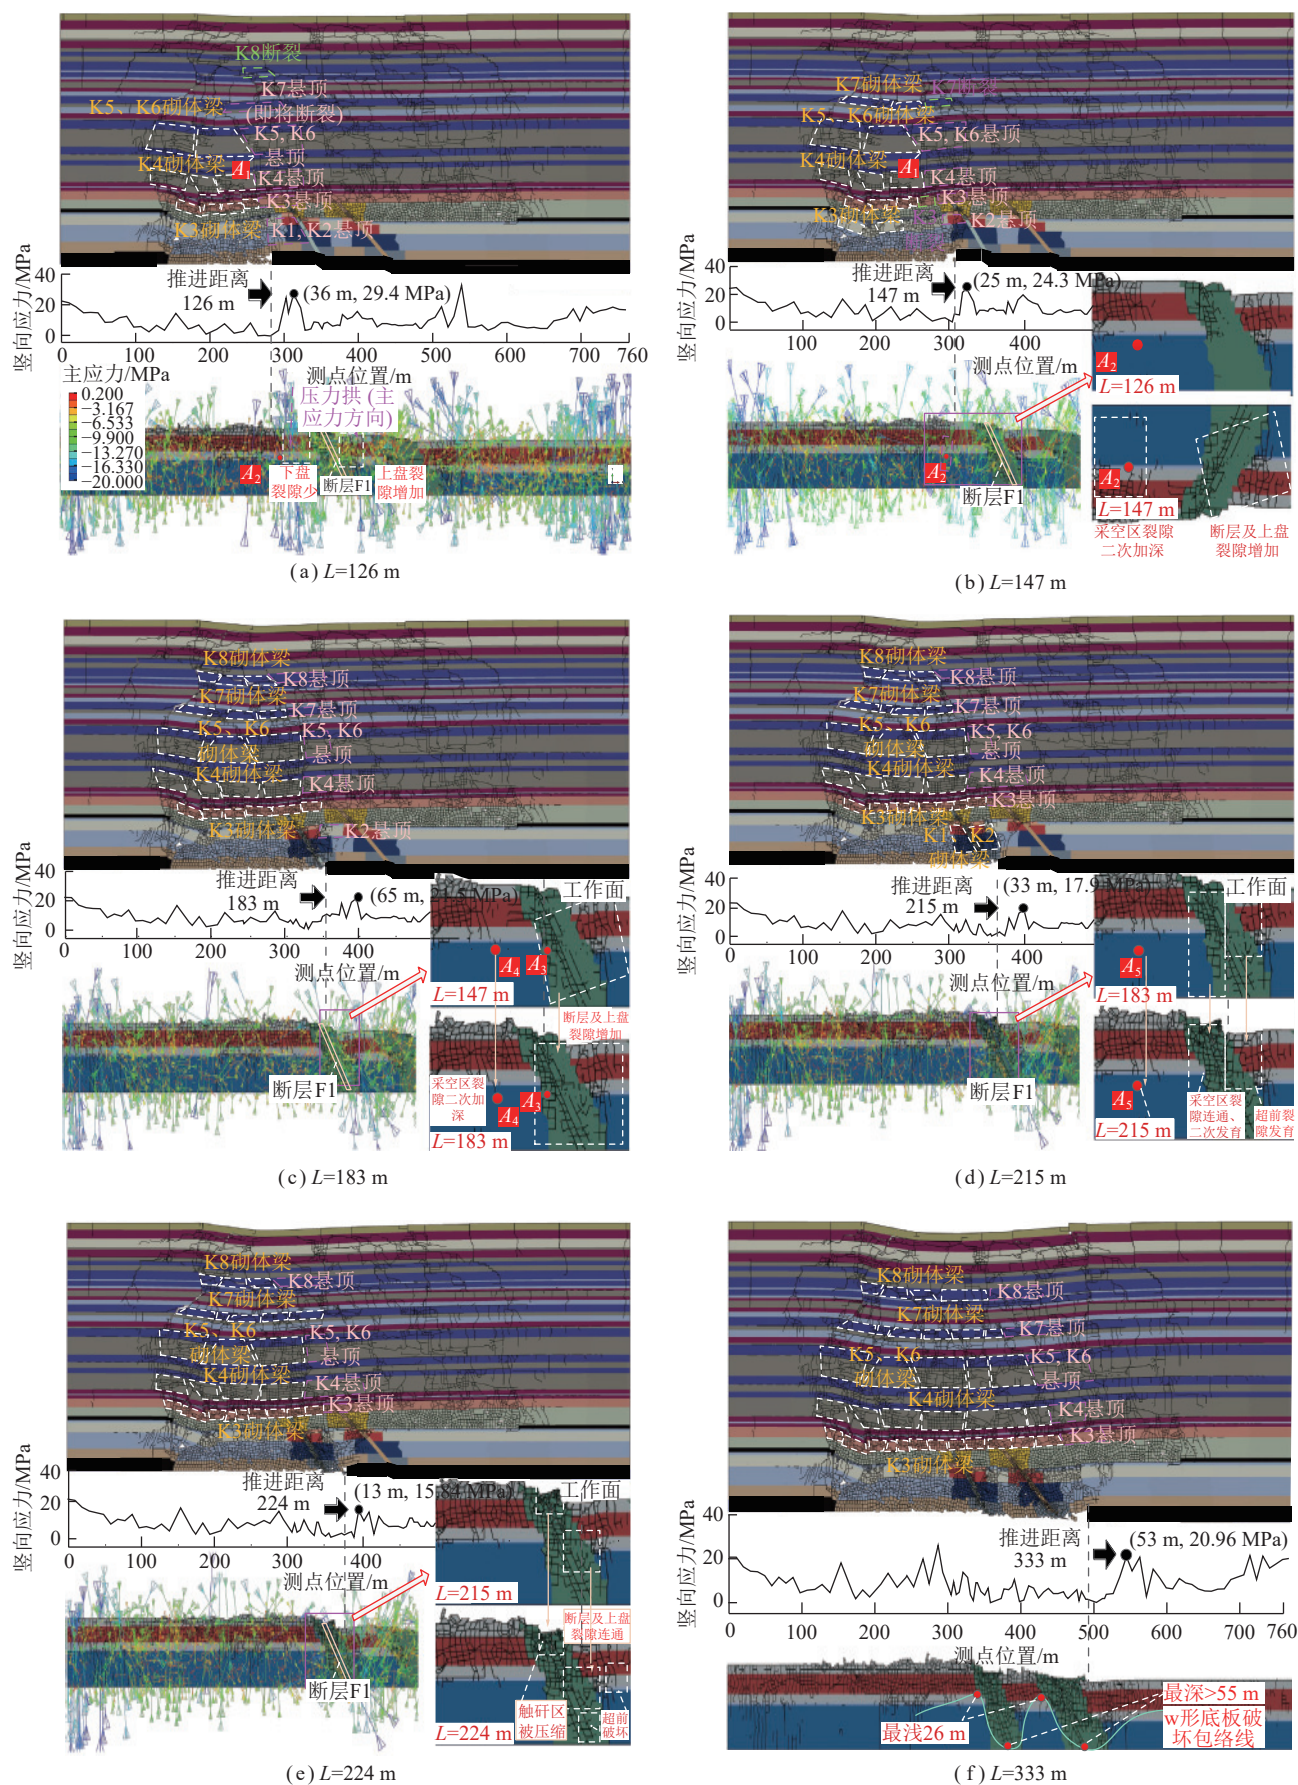 K8断裂
K7悬顶
(即将断裂)
K5、K6砌体梁
K5, K6
悬顶
K4砌体梁
A1
K4悬顶
K3悬顶
K3砌体梁
K1, K2悬顶
竖向应力/MPa
40
20
0
推进距离
126 m
(36 m, 29.4 MPa)
0 100 200 300 400 500 600 700 760
测点位置/m
主应力/MPa
0.200
−3.167
−6.533
−9.900
−13.270
−16.330
−20.000
压力拱 (主
应力方向)
A2
下盘
裂隙少
断层F1
上盘裂
隙增加
(a) L=126 m
K7砌体梁
K7断裂
K5、K6砌体梁
K5, K6悬顶
K4砌体梁
A1
K4悬顶
K3悬顶
K3砌体梁
K2悬顶
竖向应力/MPa
40
20
0
推进距离
147 m
(25 m, 24.3 MPa)
100 200 300 400
测点位置/m
A2
断层F1
A2
L=126 m
A2
L=147 m
采空区裂隙
二次加深
断层及上盘
裂隙增加
(b) L=147 m
K8砌体梁
K8悬顶
K7砌体梁
K7悬顶
K5、K6
砌体梁
K5, K6
悬顶
K4砌体梁
K4悬顶
K3砌体梁
K2悬顶
竖向应力/MPa
40
20
0
推进距离
183 m
(65 m, MPa)
0 100 200 300 400
测点位置/m
断层F1
工作面
A4
A3
L=147 m
断层及上盘
裂隙增加
采空区裂
隙二次加
深
A3
A4
L=183 m
(c) L=183 m
K8砌体梁
K8悬顶
K7砌体梁
K7悬顶
K5、K6
砌体梁
K5, K6
悬顶
K4砌体梁
K4悬顶
K3悬顶
K3砌体梁
K1、K2
砌体梁
竖向应力/MPa
40
20
0
推进距离
215 m
(33 m, 17.9 MPa)
0 100 200 300 400
测点位置/m
断层F1
工作面
A5
L=183 m
A5
采空区裂
隙连通、
二次发育
超前裂
隙发育
L=215 m
(d) L=215 m
K8砌体梁
K8悬顶
K7砌体梁
K5、K6
砌体梁
K5, K6
悬顶
K4砌体梁
K4悬顶
K3悬顶
K3砌体梁
竖向应力/MPa
40
20
0
推进距离
224 m
(13 m, 15.84 MPa)
0 100 200 300 400
测点位置/m
断层F1
工作面
L=215 m
断层及上盘
裂隙连通
触矸区
被压缩
超前
破坏
L=224 m
(e) L=224 m
K8砌体梁
K8悬顶
K7砌体梁
K7悬顶
K5、K6
砌体梁
K5, K6
悬顶
K4砌体梁
K4悬顶
K3悬顶
K3砌体梁
竖向应力/MPa
40
20
0
推进距离
333 m
(53 m, 20.96 MPa)
0 100 200 300 400 500 600 700 760
测点位置/m
最浅26 m
最深>55 m
w形底板破
坏包络线
(f) L=333 m